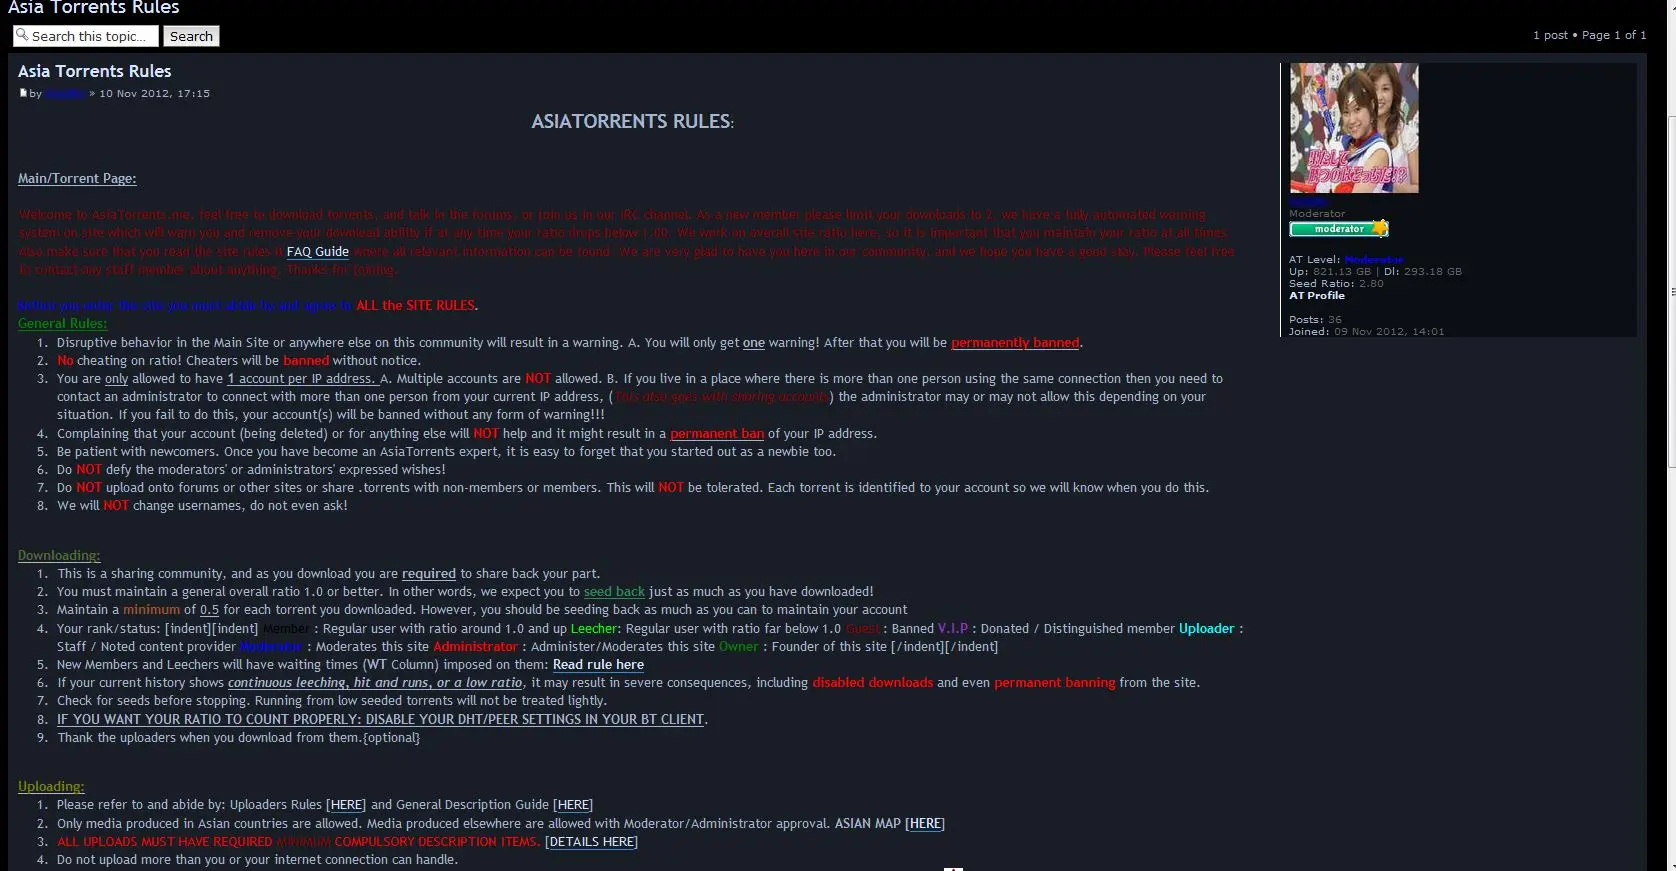 Asia Torrents Rules
Search this topic... Search
1 post • Page 1 of 1
Asia Torrents Rules
by » 10 Nov 2012, 17:15
ASIATORRENTS RULES:
Main/Torrent Page:
Welcome to AsiaTorrents.me, feel free to download torrents, and talk in the forums, or join us in our IRC channel. As a new member please limit your downloads to 2, we have a fully automated warning
system on site which will warn you and remove your download ability if at any time your ratio drops below 1.00. We work on overall site ratio here, so it is important that you maintain your ratio at all times.
Also make sure that you read the site rules & FAQ Guide where all relevant information can be found. We are very glad to have you here in our community, and we hope you have a good stay. Please feel free
to contact any staff member about anything. Thanks for joining.
Before you enter the site you must abide by and agree to ALL the SITE RULES.
General Rules:
1. Disruptive behavior in the Main Site or anywhere else on this community will result in a warning. A. You will only get one warning! After that you will be permanently banned.
2. No cheating on ratio! Cheaters will be banned without notice.
3. You are only allowed to have 1 account per IP address. A. Multiple accounts are NOT allowed. B. If you live in a place where there is more than one person using the same connection then you need to
contact an administrator to connect with more than one person from your current IP address, (This also goes with sharing accounts) the administrator may or may not allow this depending on your
situation. If you fail to do this, your account(s) will be banned without any form of warning!!!
4. Complaining that your account (being deleted) or for anything else will NOT help and it might result in a permanent ban of your IP address.
5. Be patient with newcomers. Once you have become an AsiaTorrents expert, it is easy to forget that you started out as a newbie too.
6. Do NOT defy the moderators' or administrators' expressed wishes!
7. Do NOT upload onto forums or other sites or share .torrents with non-members or members. This will NOT be tolerated. Each torrent is identified to your account so we will know when you do this.
8. We will NOT change usernames, do not even ask!
Downloading:
1. This is a sharing community, and as you download you are required to share back your part.
2. You must maintain a general overall ratio 1.0 or better. In other words, we expect you to seed back just as much as you have downloaded!
3. Maintain a minimum of 0.5 for each torrent you downloaded. However, you should be seeding back as much as you can to maintain your account
4. Your rank/status: [indent][indent] Member : Regular user with ratio around 1.0 and up Leecher: Regular user with ratio far below 1.0 Guest : Banned V.I.P : Donated / Distinguished member Uploader :
Staff / Noted content provider Moderator : Moderates this site Administrator : Administer/Moderates this site Owner : Founder of this site [/indent][/indent]
5. New Members and Leechers will have waiting times (WT Column) imposed on them: Read rule here
6. If your current history shows continuous leeching, hit and runs, or a low ratio, it may result in severe consequences, including disabled downloads and even permanent banning from the site.
7. Check for seeds before stopping. Running from low seeded torrents will not be treated lightly.
8. IF YOU WANT YOUR RATIO TO COUNT PROPERLY: DISABLE YOUR DHT/PEER SETTINGS IN YOUR BT CLIENT.
9. Thank the uploaders when you download from them.{optional}
Uploading:
1. Please refer to and abide by: Uploaders Rules [HERE] and General Description Guide [HERE]
2. Only media produced in Asian countries are allowed. Media produced elsewhere are allowed with Moderator/Administrator approval. ASIAN MAP [HERE]
3. ALL UPLOADS MUST HAVE REQUIRED MINIMUM COMPULSORY DESCRIPTION ITEMS. [DETAILS HERE]
4. Do not upload more than you or your internet connection can handle.
果たして
勝つのはどっちだ!?
Moderator
moderator
AT Level: Moderator
Up: 821.13 GB | Dl: 293.18 GB
Seed Ratio: 2.80
AT Profile
Posts: 36
Joined: 09 Nov 2012, 14:01